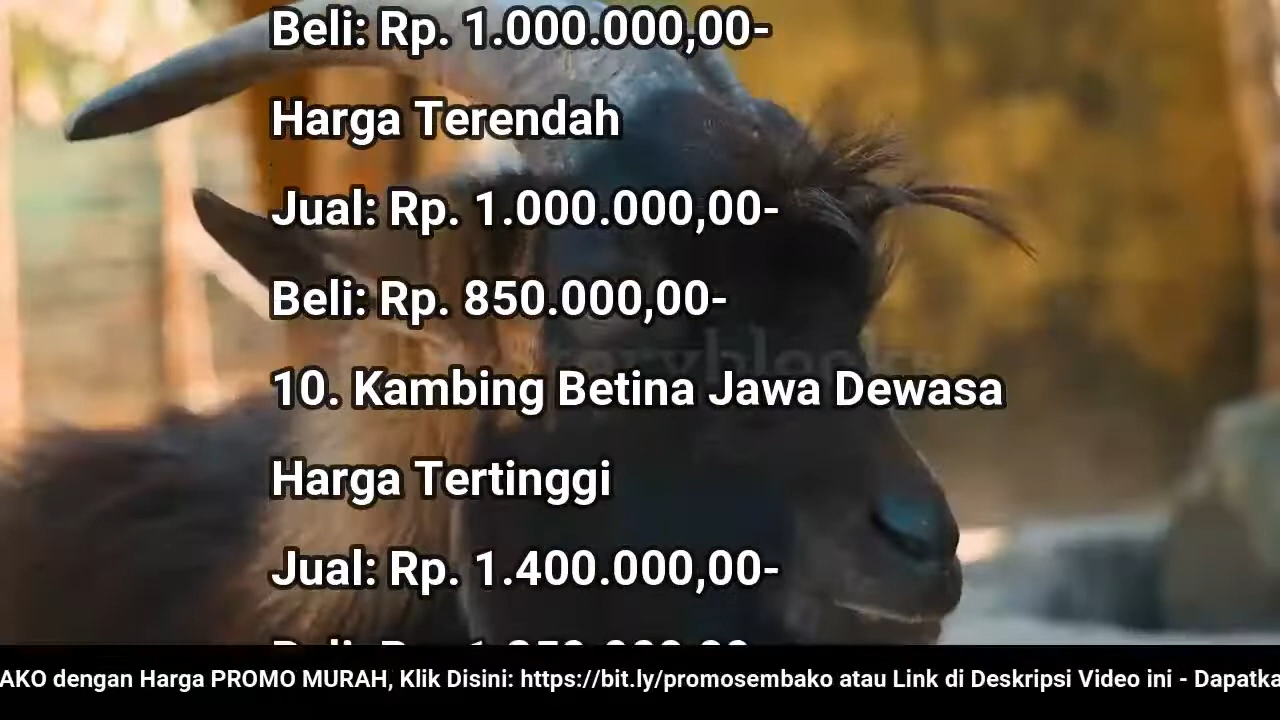 Beli: Rp. 1.000.000,00-
Harga Terendah
Jual: Rp. 1.000.000,00-
Beli: Rp. 850.000,00-
storyblocks
10. Kambing Betina Jawa Dewasa
Harga Tertinggi
Jual: Rp. 1.400.000,00-
AKO dengan Harga PROMO MURAH, Klik Disini: https://bit.ly/promosembako atau Link di Deskripsi Video ini - Dapatka